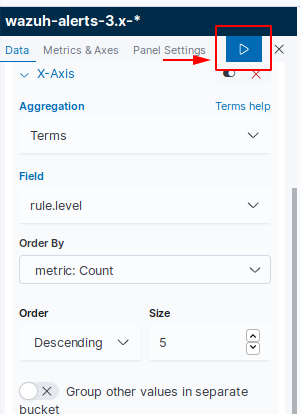 wazuh-alerts-3.x-*
Data Metrics & Axes Panel Settings
X-Axis
Aggregation Terms help
Terms
Field
rule.level
Order By
metric: Count
Order Size
Descending 5
Group other values in separate
bucket